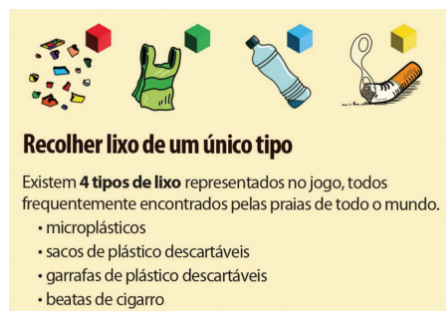 Recolher lixo de um único tipo
Existem 4 tipos de lixo representados no jogo, todos
frequentemente encontrados pelas praias de todo o mundo.
• microplásticos
• sacos de plástico descartáveis
• garrafas de plástico descartáveis
• beatas de cigarro